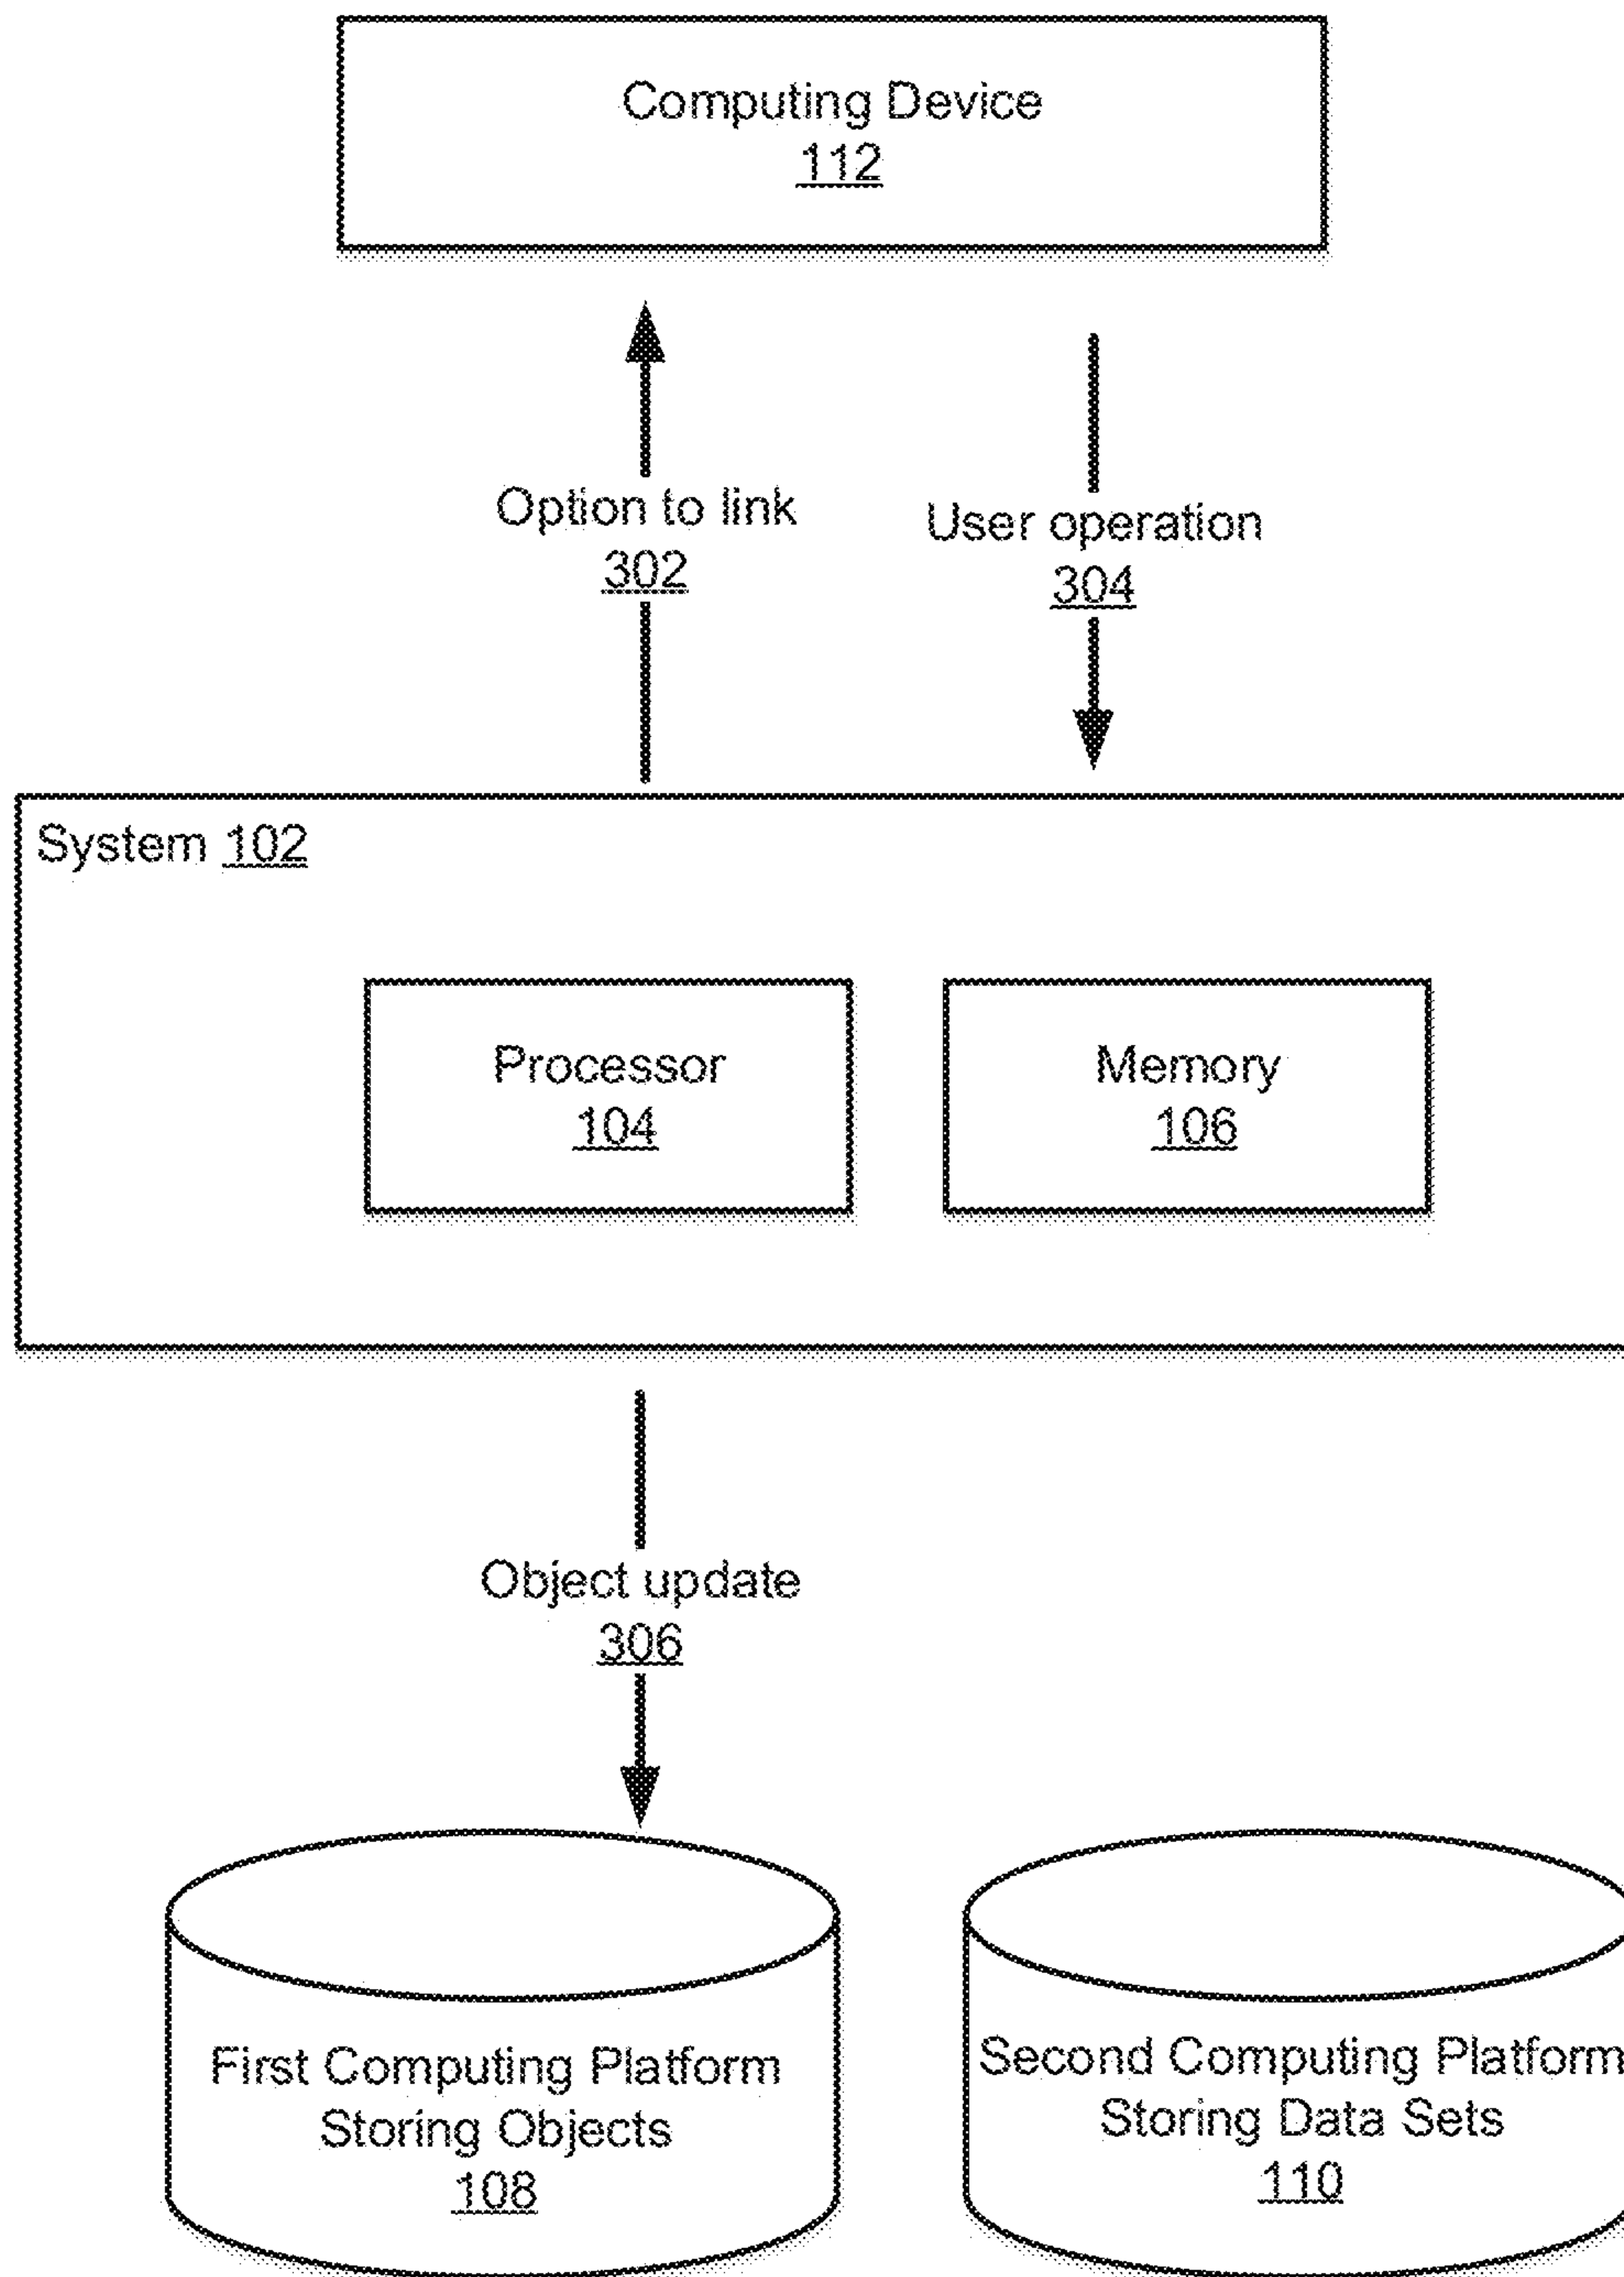 Computing Device
112
Option to link
302
User operation
304
System 102
Processor
104
Memory
106
Object update
306
First Computing Platform
Storing Objects
108
Second Computing Platform
Storing Data Sets
110